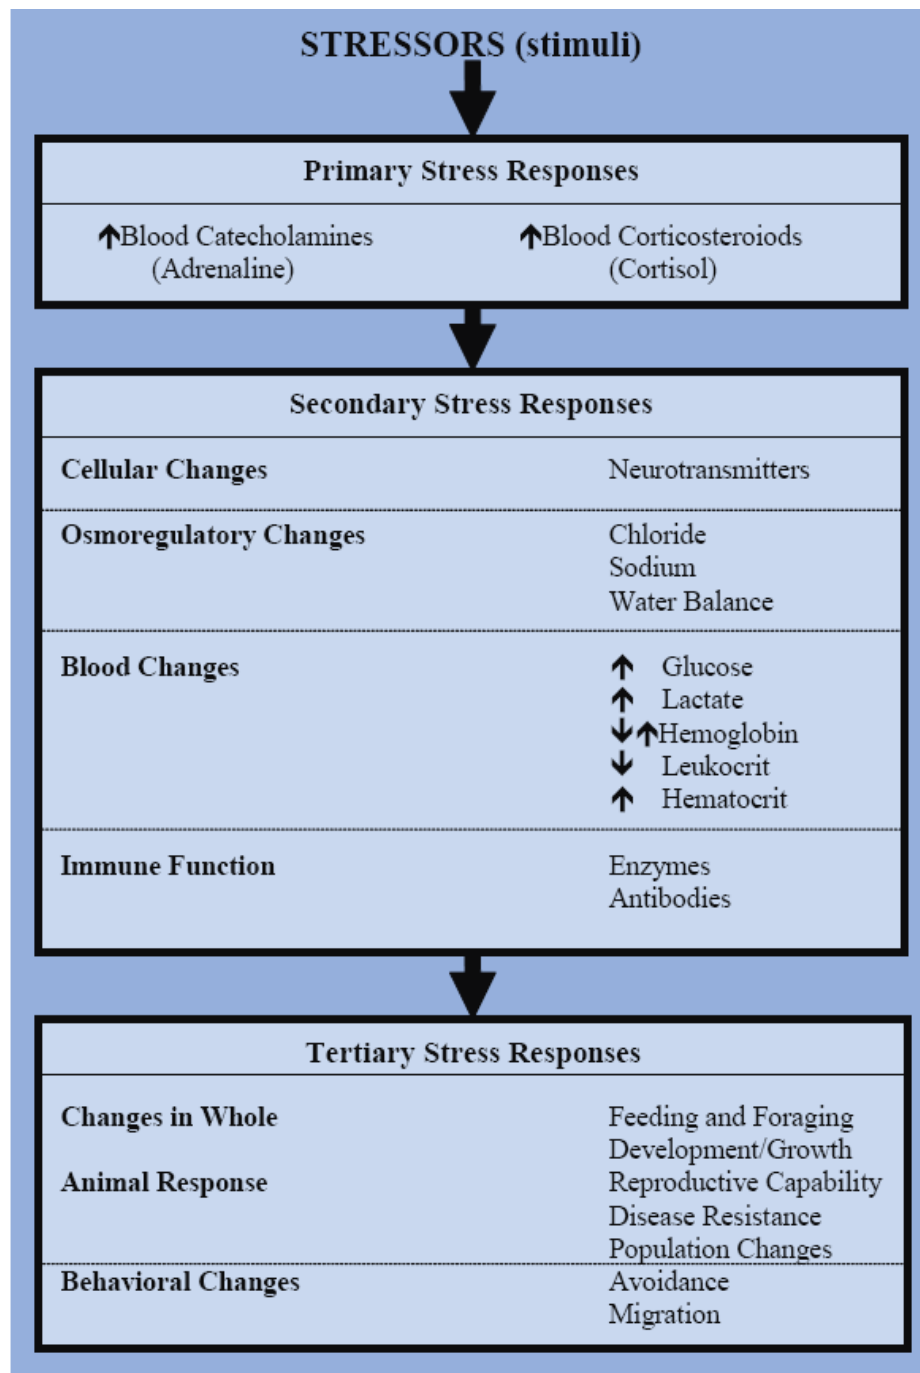 STRESSORS (stimuli)
Primary Stress Responses
↑Blood Catecholamines ↑Blood Corticosteroiods
(Adrenaline) (Cortisol)
Secondary Stress Responses
Cellular Changes Neurotransmitters
Osmoregulatory Changes Chloride
Sodium
Water Balance
Blood Changes ↑ Glucose
↑ Lactate
↓↑Hemoglobin
↓ Leukocrit
↑ Hematocrit
Immune Function Enzymes
Antibodies
Tertiary Stress Responses
Changes in Whole Feeding and Foraging
Development/Growth
Animal Response Reproductive Capability
Disease Resistance
Population Changes
Behavioral Changes Avoidance
Migration